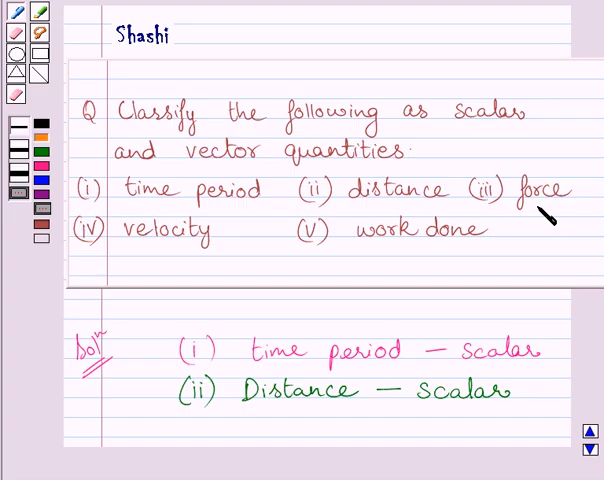 Shashi
Q Classify the following as scalar
and vector quantities.
(i) time period (ii) distance (iii) force
(iv) velocity (v) work done
Solⁿ (i) time period – scalar
(ii) Distance – scalar